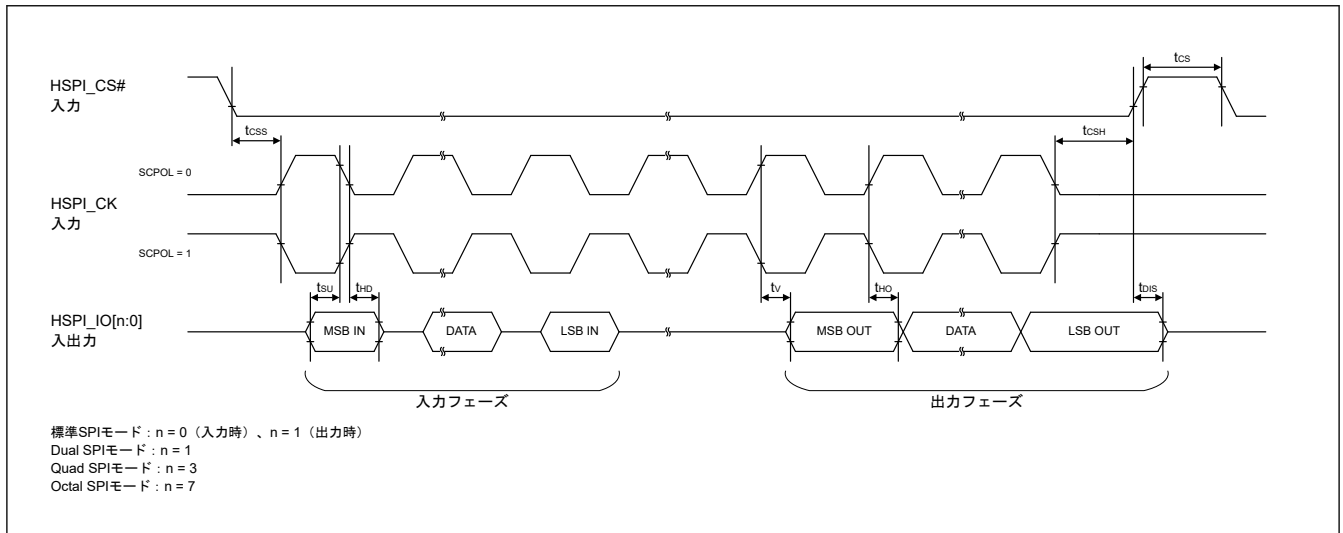 tcs
HSPI_CS#
入力
tcss
tCSH
SCPOL = 0
HSPI_CK
入力
SCPOL = 1
tsu
tHD
tv
tHO
tDIS
HSPI_IO[n:0]
入出力
MSB IN
DATA
LSB IN
MSB OUT
DATA
LSB OUT
入力フェーズ
出力フェーズ
標準SPIモード：n = 0（入力時）、n = 1（出力時）
Dual SPIモード：n = 1
Quad SPIモード：n = 3
Octal SPIモード：n = 7